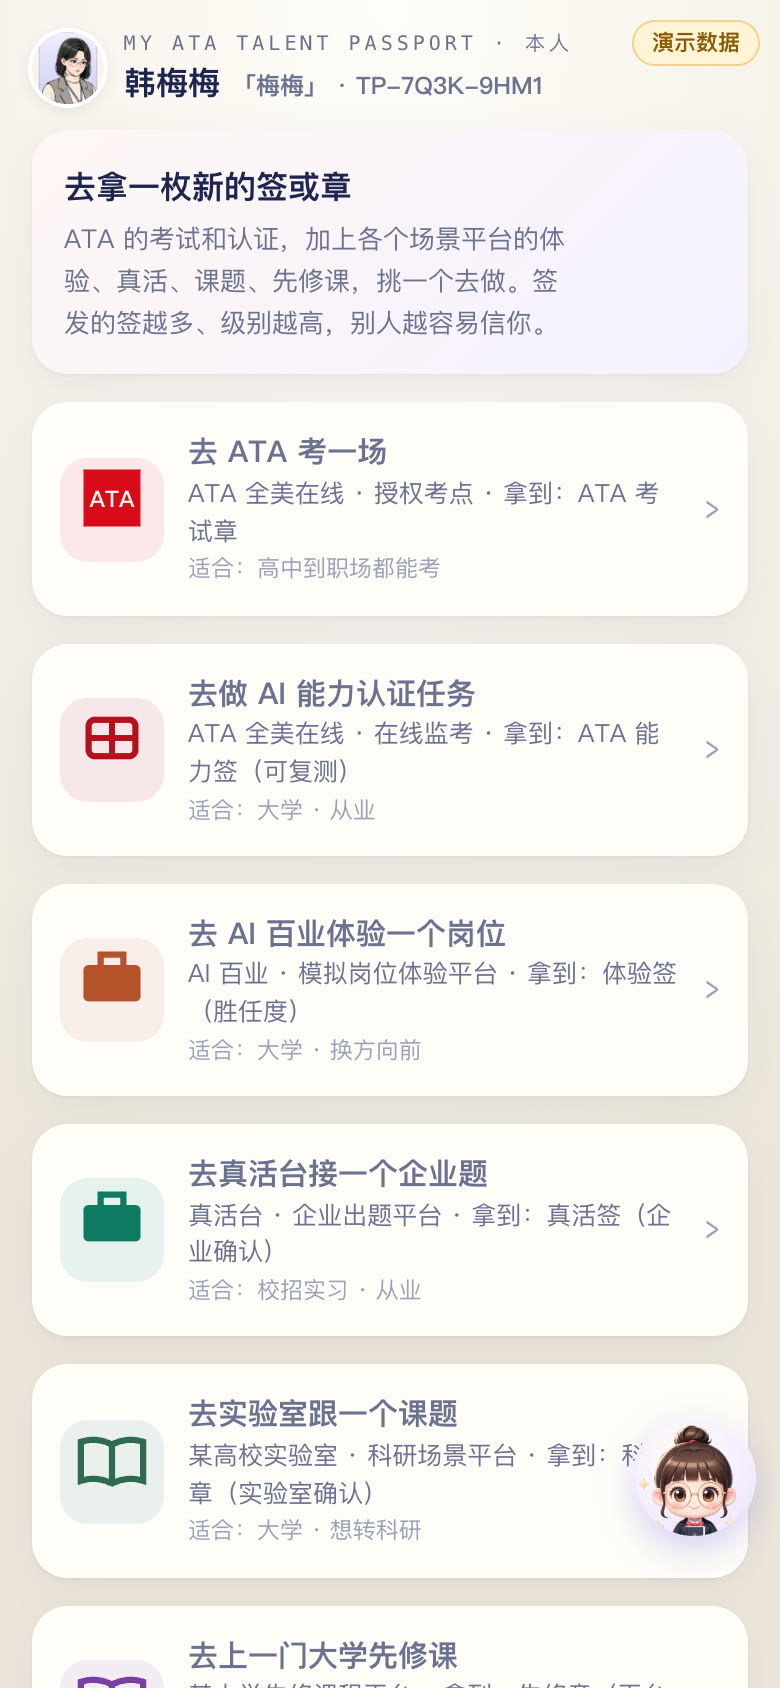 MY ATA TALENT PASSPORT · 本人
演示数据
韩梅梅 「梅梅」 · TP-7Q3K-9HM1
去拿一枚新的签或章
ATA 的考试和认证，加上各个场景平台的体
验、真活、课题、先修课，挑一个去做。签
发的签越多、级别越高，别人越容易信你。
ATA
去 ATA 考一场
ATA 全美在线 · 授权考点 · 拿到：ATA 考
试章
适合：高中到职场都能考
>
去做 AI 能力认证任务
ATA 全美在线 · 在线监考 · 拿到：ATA 能
力签（可复测）
适合：大学 · 从业
>
去 AI 百业体验一个岗位
AI 百业 · 模拟岗位体验平台 · 拿到：体验签
（胜任度）
适合：大学 · 换方向前
>
去真活台接一个企业题
真活台 · 企业出题平台 · 拿到：真活签（企
业确认）
适合：校招实习 · 从业
>
去实验室跟一个课题
某高校实验室 · 科研场景平台 · 拿到：
章（实验室确认）
适合：大学 · 想转科研
去上一门大学先修课